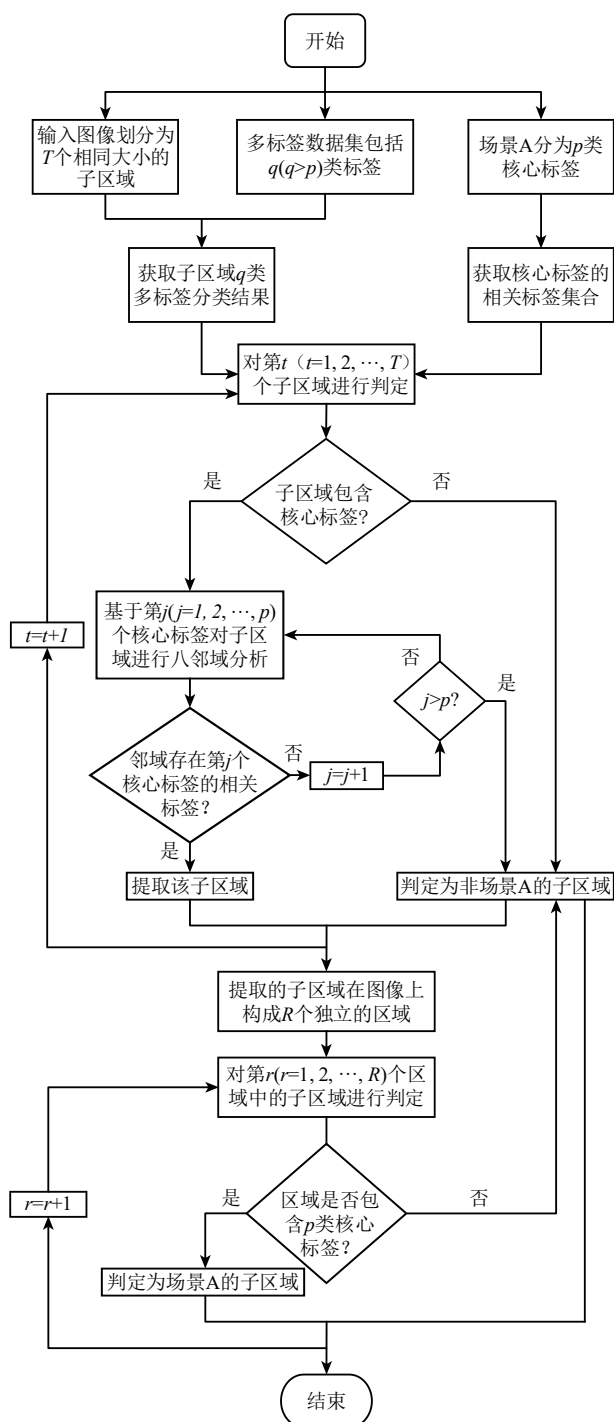 开始
输入图像划分为
T个相同大小的
子区域
多标签数据集包括
q(q>p)类标签
场景A分为p类
核心标签
获取子区域q类
多标签分类结果
获取核心标签的
相关标签集合
对第t（t=1, 2, …, T）
个子区域进行判定
是
否
子区域包含
核心标签?
基于第j(j=1, 2, …, p)
个核心标签对子区
域进行八邻域分析
t=t+1
否
是
j>p?
邻域存在第j个
核心标签的相关
标签？
否
j=j+1
是
提取该子区域
判定为非场景A的子区域
提取的子区域在图像上
构成R个独立的区域
对第r(r=1, 2, …, R)个区
域中的子区域进行判定
r=r+1
是
否
区域是否包
含p类核心
标签？
判定为场景A的子区域
结束